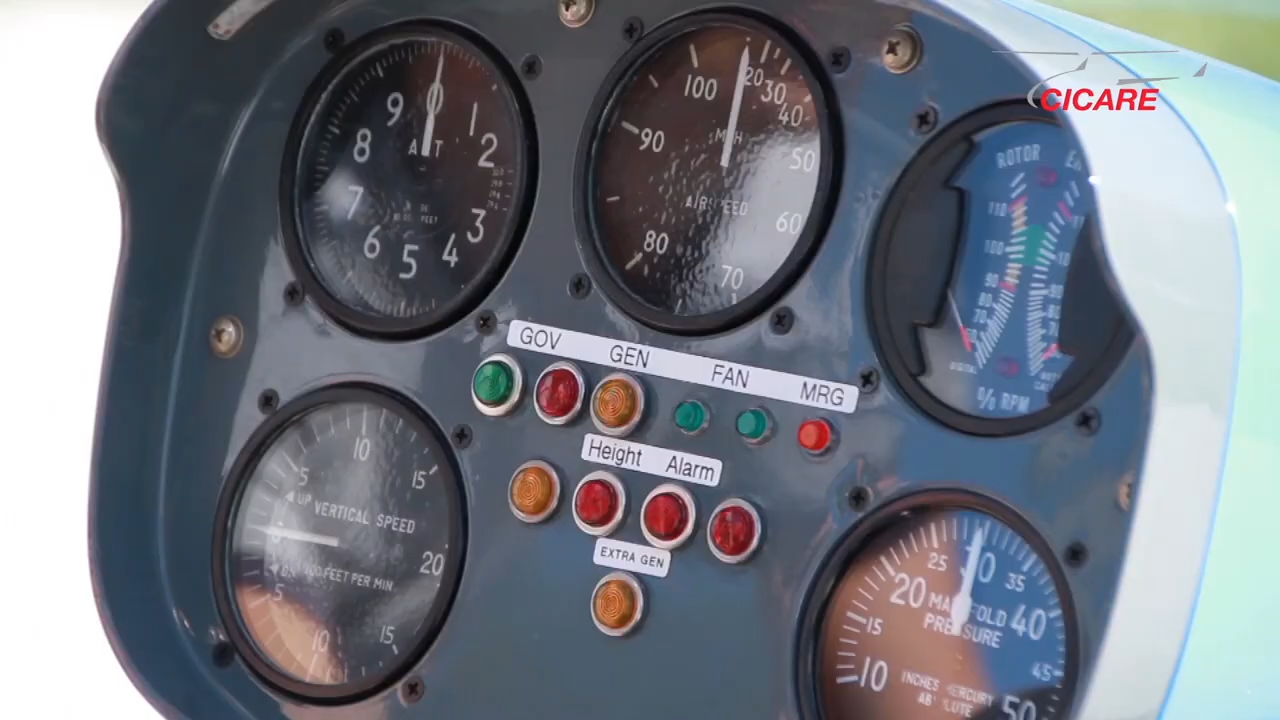 CICARE
ALT
0
1
2
3
4
5
6
7
8
9
100
20
30
40
50
60
70
80
90
MPH
AIRSPEED
ROTOR
110
100
90
80
70
% RPM
GOV GEN FAN MRG
Height Alarm
EXTRA GEN
5
10
15
20
15
10
5
UP VERTICAL SPEED
100 FEET PER MIN
10
15
20
25
30
35
40
45
50
MANIFOLD
PRESSURE
INCHES MERCURY
ABSOLUTE